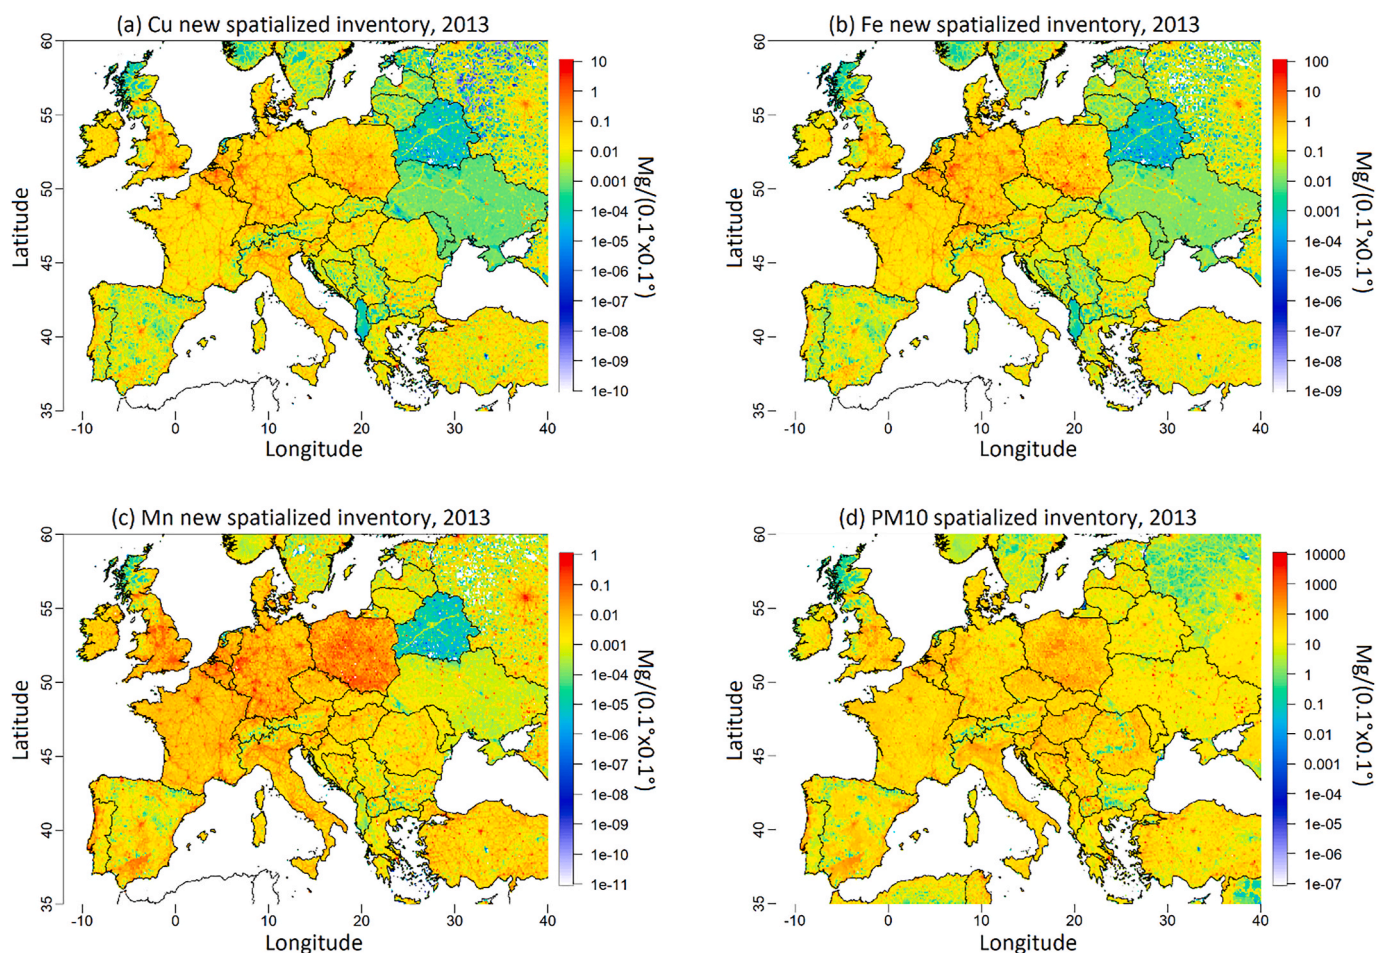 (a) Cu new spatialized inventory, 2013
60
55
50
45
40
35
Latitude
-10 0 10 20 30 40
Longitude
10
1
0.1
0.01
0.001
1e-04
1e-05
1e-06
1e-07
1e-08
1e-09
1e-10
Mg/(0.1°x0.1°)
(b) Fe new spatialized inventory, 2013
60
55
50
45
40
35
Latitude
-10 0 10 20 30 40
Longitude
100
10
1
0.1
0.01
0.001
1e-04
1e-05
1e-06
1e-07
1e-08
1e-09
Mg/(0.1°x0.1°)
(c) Mn new spatialized inventory, 2013
60
55
50
45
40
35
Latitude
-10 0 10 20 30 40
Longitude
1
0.1
0.01
0.001
1e-04
1e-05
1e-06
1e-07
1e-08
1e-09
1e-10
1e-11
Mg/(0.1°x0.1°)
(d) PM10 spatialized inventory, 2013
60
55
50
45
40
35
Latitude
-10 0 10 20 30 40
Longitude
10000
1000
100
10
1
0.1
0.01
0.001
1e-04
1e-05
1e-06
1e-07
Mg/(0.1°x0.1°)